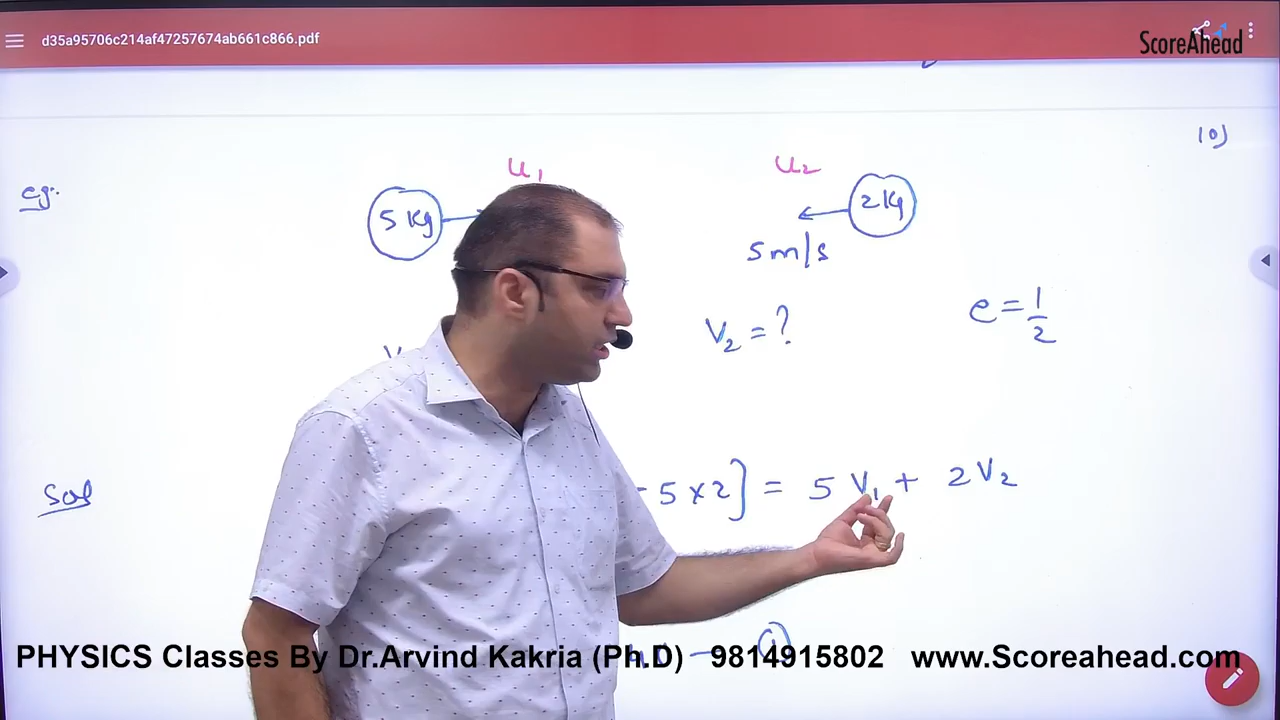 d35a95706c214af47257674ab661c866.pdf
ScoreAhead
10)
eg:
u₁ u₂
5 Kg 2 Kg
5 m/s
e = 1/2
V₂ = ?
Sol
- 5 × 2] = 5 V₁ + 2 V₂
PHYSICS Classes By Dr.Arvind Kakria (Ph.D) 9814915802 www.Scoreahead.com